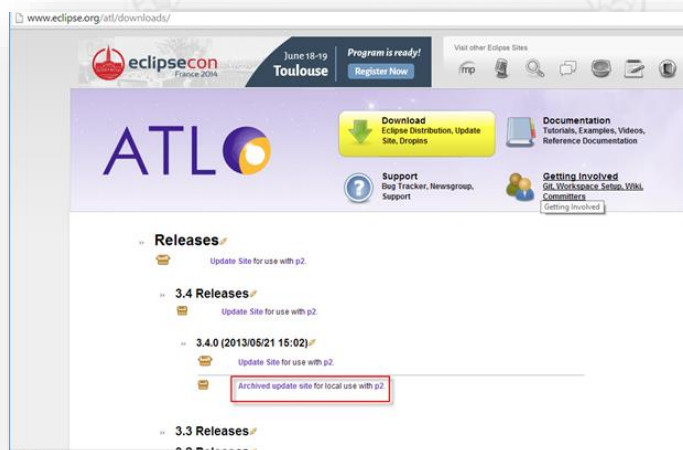 www.eclipse.org/atl/downloads/
eclipsecon
France 2014
June 18-19
Toulouse
Program is ready!
Register Now
Visit other Eclipse Sites
mp
ATL
Download
Eclipse Distribution, Update
Site, Dropins
Documentation
Tutorials, Examples, Videos,
Reference Documentation
Support
Bug Tracker, Newsgroup,
Support
Getting Involved
Git, Workspace Setup, Wiki,
Committers
Getting Involved
Releases
Update Site for use with p2.
3.4 Releases
Update Site for use with p2.
3.4.0 (2013/05/21 15:02)
Update Site for use with p2.
Archived update site for local use with p2.
3.3 Releases